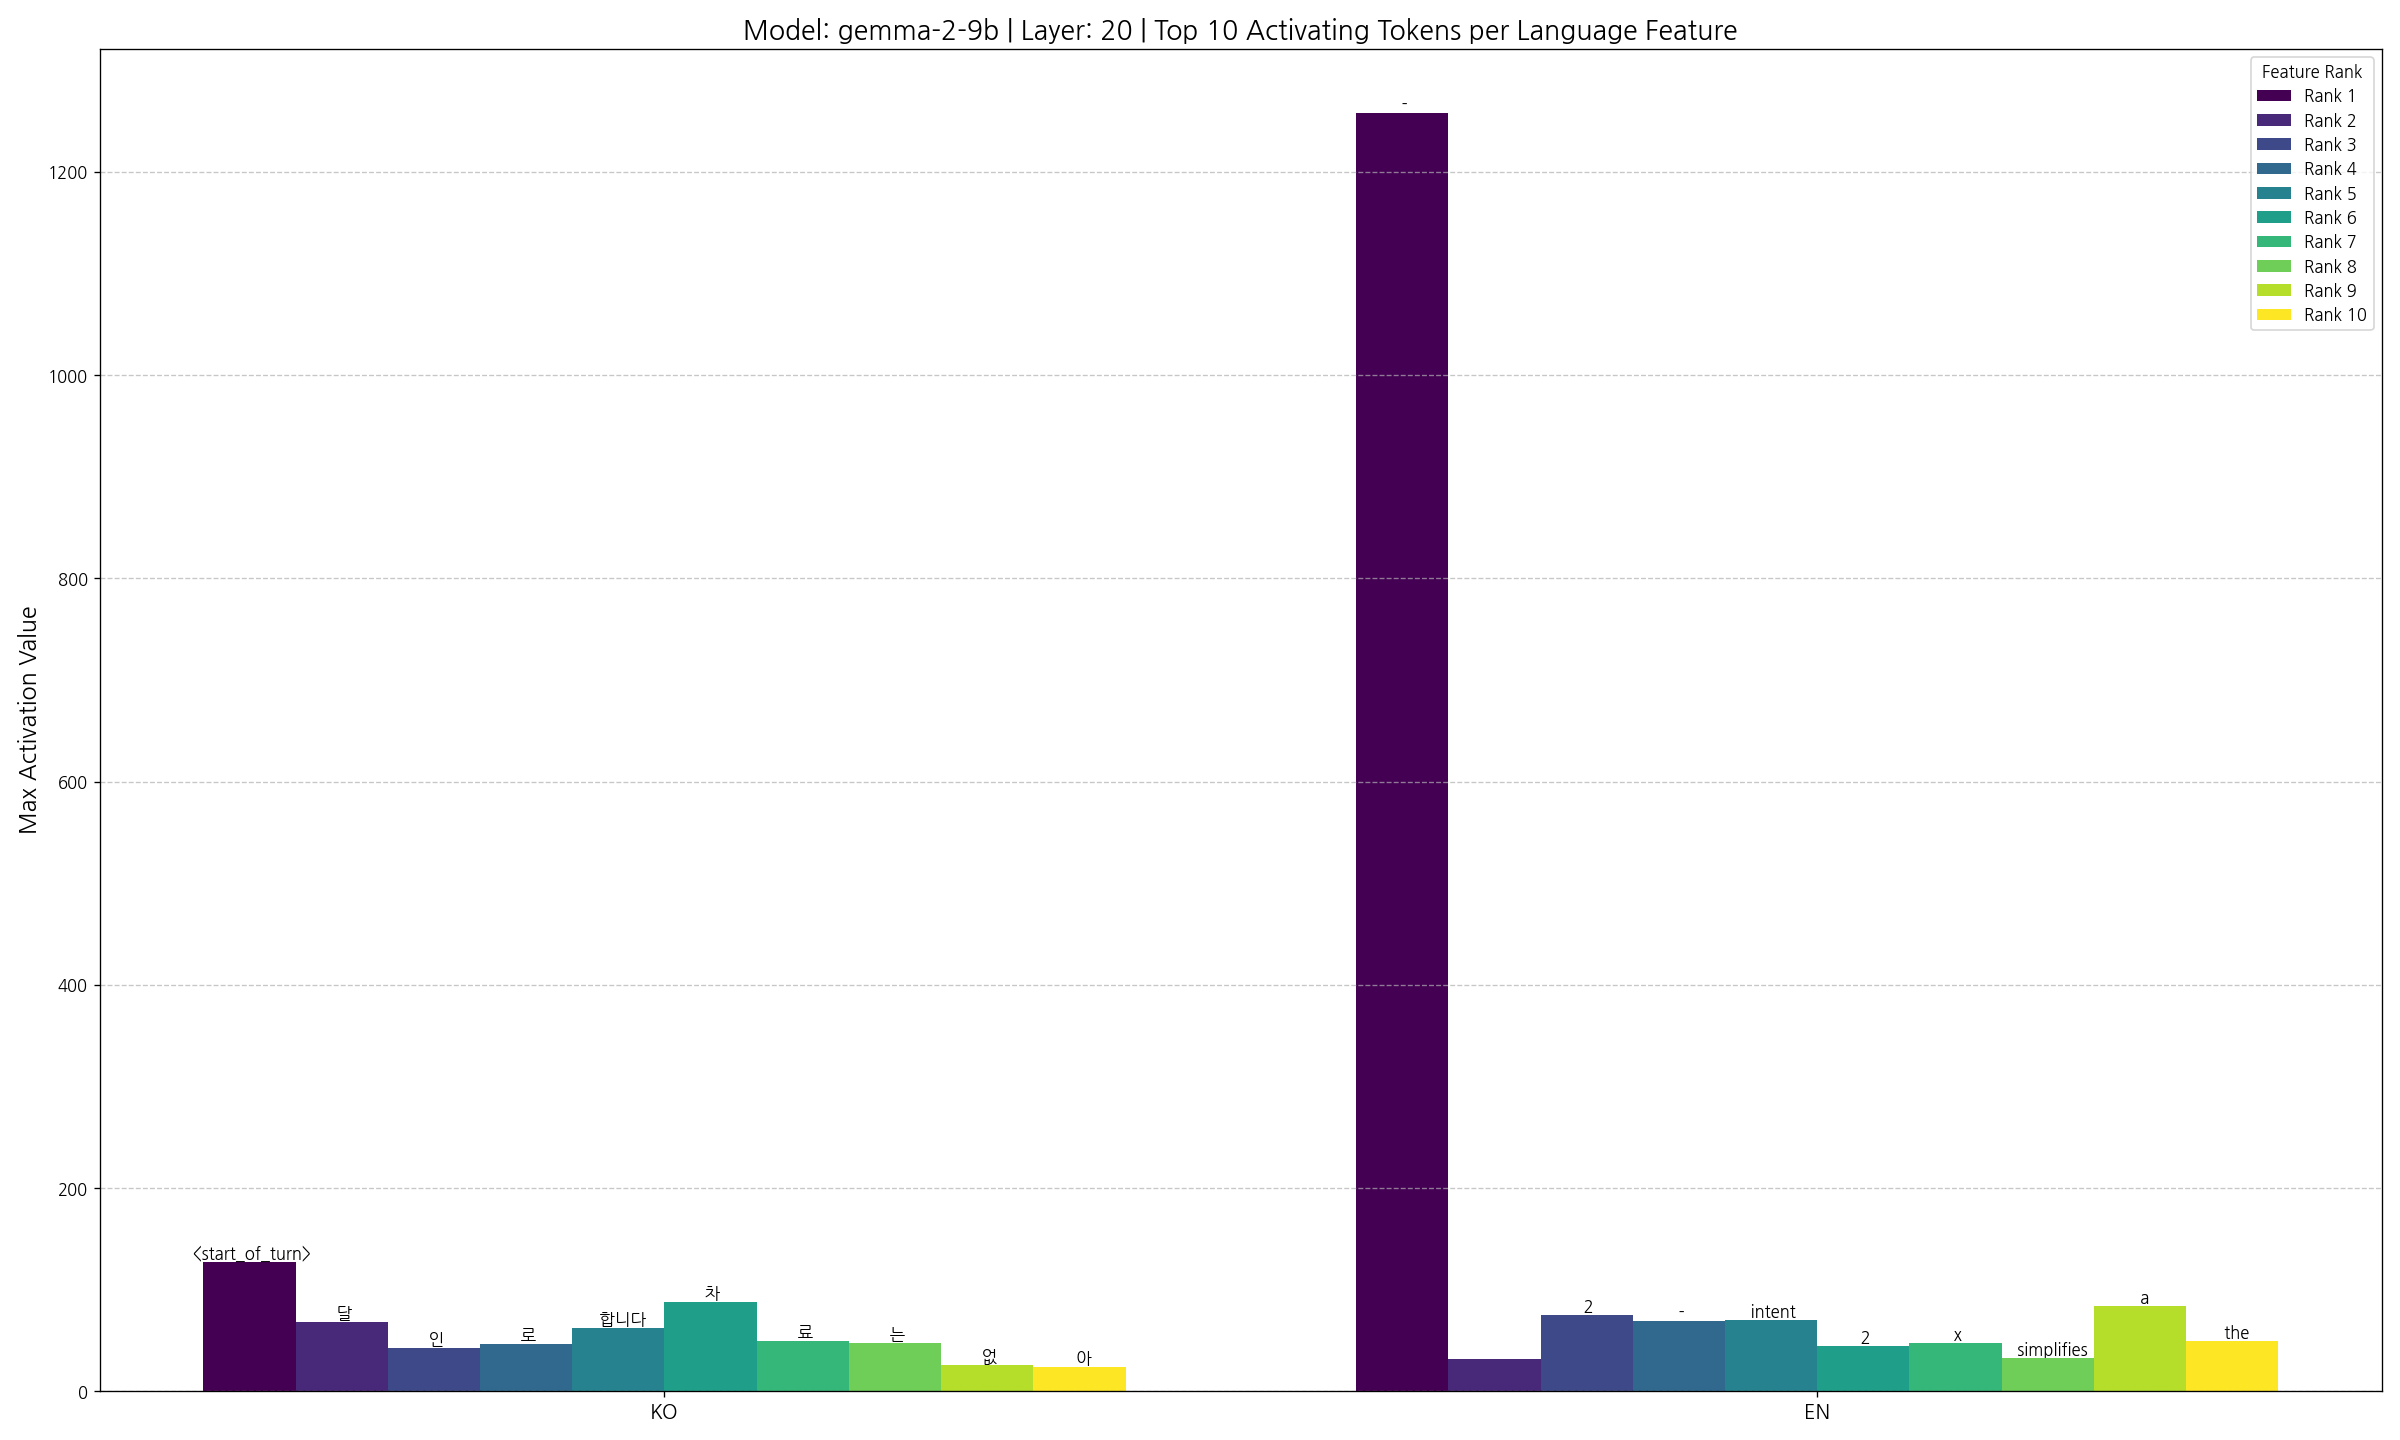 Model: gemma-2-9b | Layer: 20 | Top 10 Activating Tokens per Language Feature
Feature Rank
Rank 1
Rank 2
Rank 3
Rank 4
Rank 5
Rank 6
Rank 7
Rank 8
Rank 9
Rank 10
Max Activation Value
1200
1000
800
600
400
200
0
<start_of_turn>
달
인
로
합니다
차
료
는
없
아
-
2
-
intent
2
x
simplifies
a
the
KO
EN